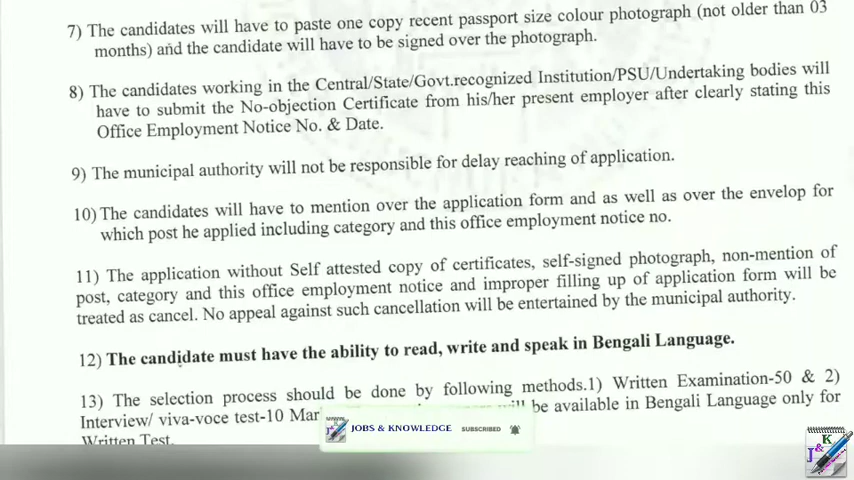 7) The candidates will have to paste one copy recent passport size colour photograph (not older than 03
months) and the candidate will have to be signed over the photograph.
8) The candidates working in the Central/State/Govt.recognized Institution/PSU/Undertaking bodies will
have to submit the No-objection Certificate from his/her present employer after clearly stating this
Office Employment Notice No. & Date.
9) The municipal authority will not be responsible for delay reaching of application.
10) The candidates will have to mention over the application form and as well as over the envelop for
which post he applied including category and this office employment notice no.
11) The application without Self attested copy of certificates, self-signed photograph, non-mention of
post, category and this office employment notice and improper filling up of application form will be
treated as cancel. No appeal against such cancellation will be entertained by the municipal authority.
12) The candidate must have the ability to read, write and speak in Bengali Language.
13) The selection process should be done by following methods.1) Written Examination-50 & 2)
Interview/ viva-voce test-10 Mar will be available in Bengali Language only for
Written Test.
J&K JOBS & KNOWLEDGE SUBSCRIBED
J&K